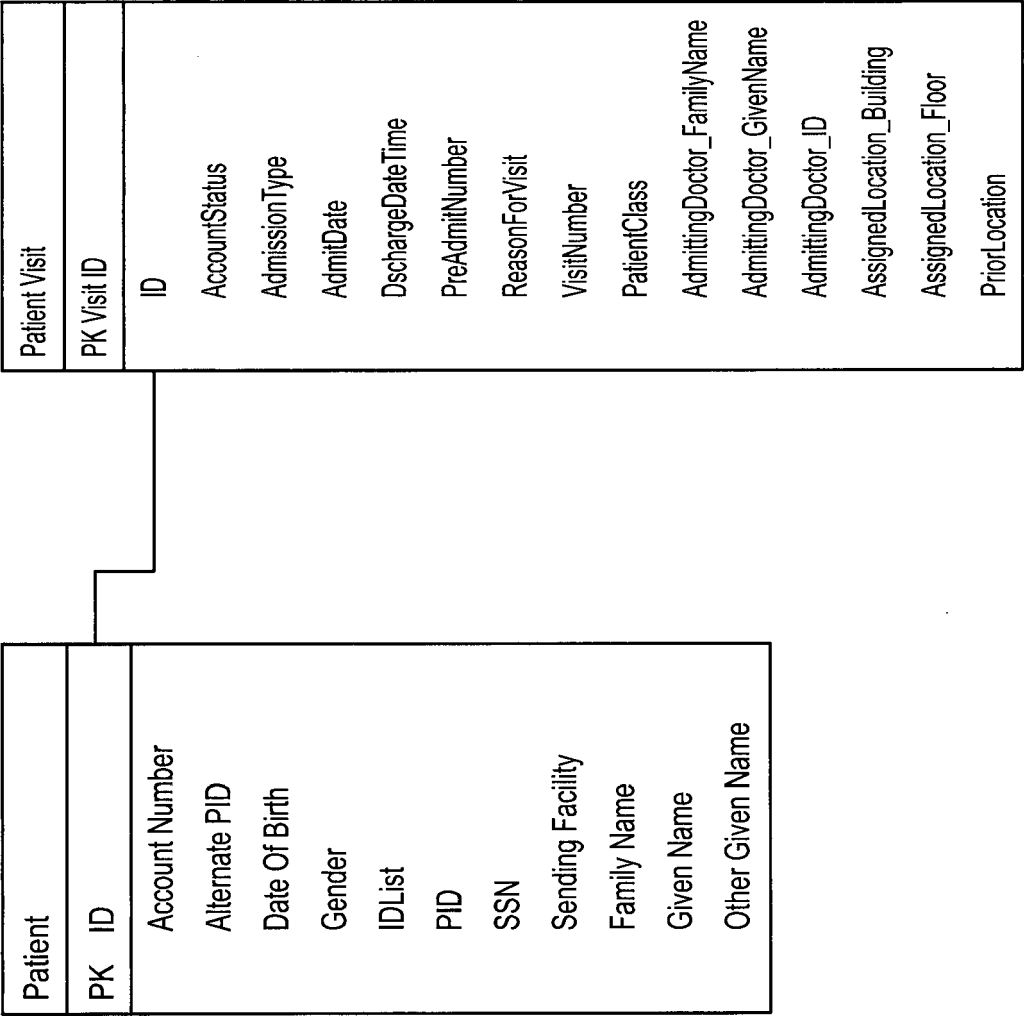 Patient
PK ID
Account Number
Alternate PID
Date Of Birth
Gender
IDList
PID
SSN
Sending Facility
Family Name
Given Name
Other Given Name
Patient Visit
PK Visit ID
ID
AccountStatus
AdmissionType
AdmitDate
DschargeDateTime
PreAdmitNumber
ReasonForVisit
VisitNumber
PatientClass
AdmittingDoctor_FamilyName
AdmittingDoctor_GivenName
AdmittingDoctor_ID
AssignedLocation_Building
AssignedLocation_Floor
PriorLocation